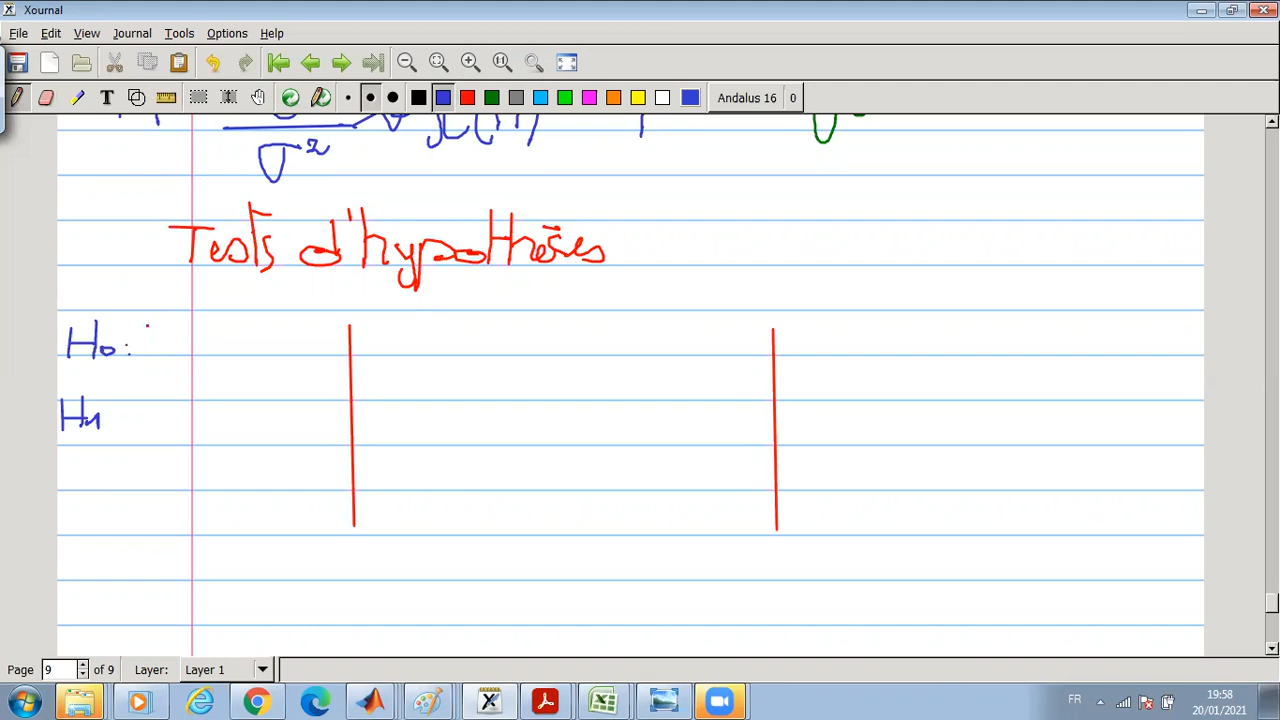 Xournal
File Edit View Journal Tools Options Help
Andalus 16 0
σ²
Tests d'hypothèses
H0:
H1
Page 9 of 9 Layer: Layer 1
FR 19:58
20/01/2021